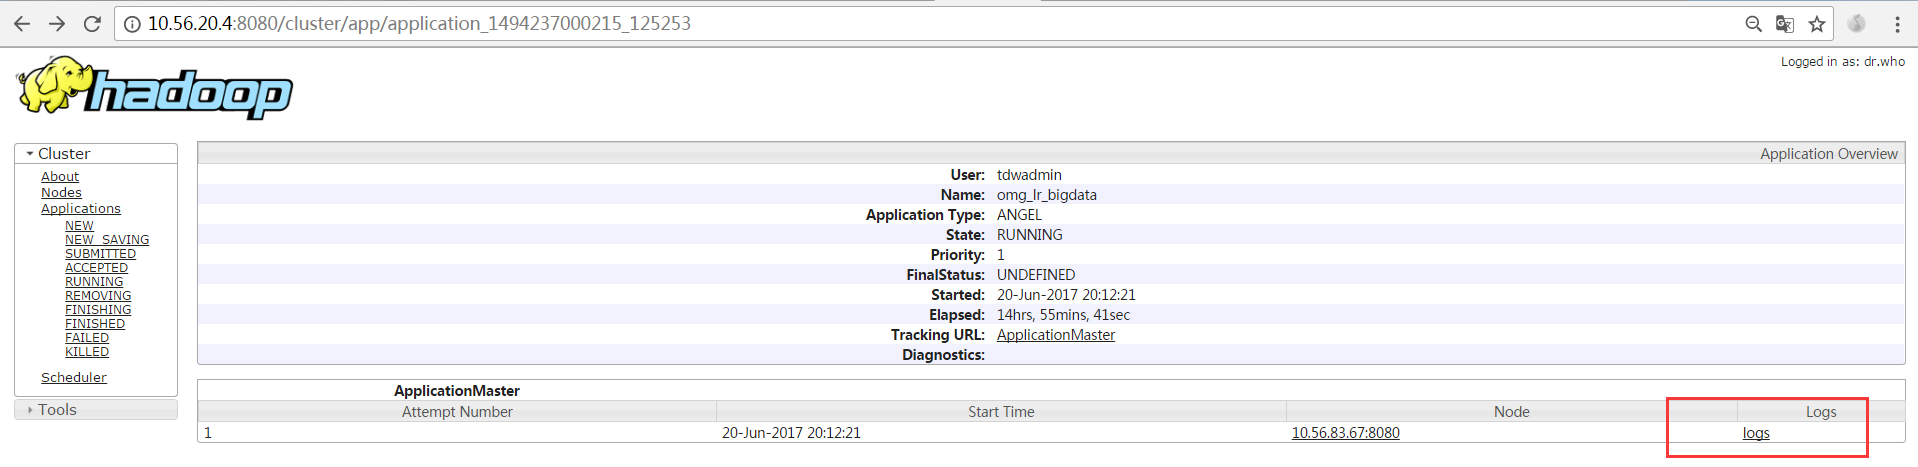 10.56.20.4:8080/cluster/app/application_1494237000215_125253
hadoop
Logged in as: dr.who
Cluster
About
Nodes
Applications
NEW
NEW_SAVING
SUBMITTED
ACCEPTED
RUNNING
REMOVING
FINISHING
FINISHED
FAILED
KILLED
Scheduler
Tools
Application Overview
User: tdwadmin
Name: omg_lr_bigdata
Application Type: ANGEL
State: RUNNING
Priority: 1
FinalStatus: UNDEFINED
Started: 20-Jun-2017 20:12:21
Elapsed: 14hrs, 55mins, 41sec
Tracking URL: ApplicationMaster
Diagnostics:
ApplicationMaster
Attempt Number Start Time Node Logs
1 20-Jun-2017 20:12:21 10.56.83.67:8080 logs